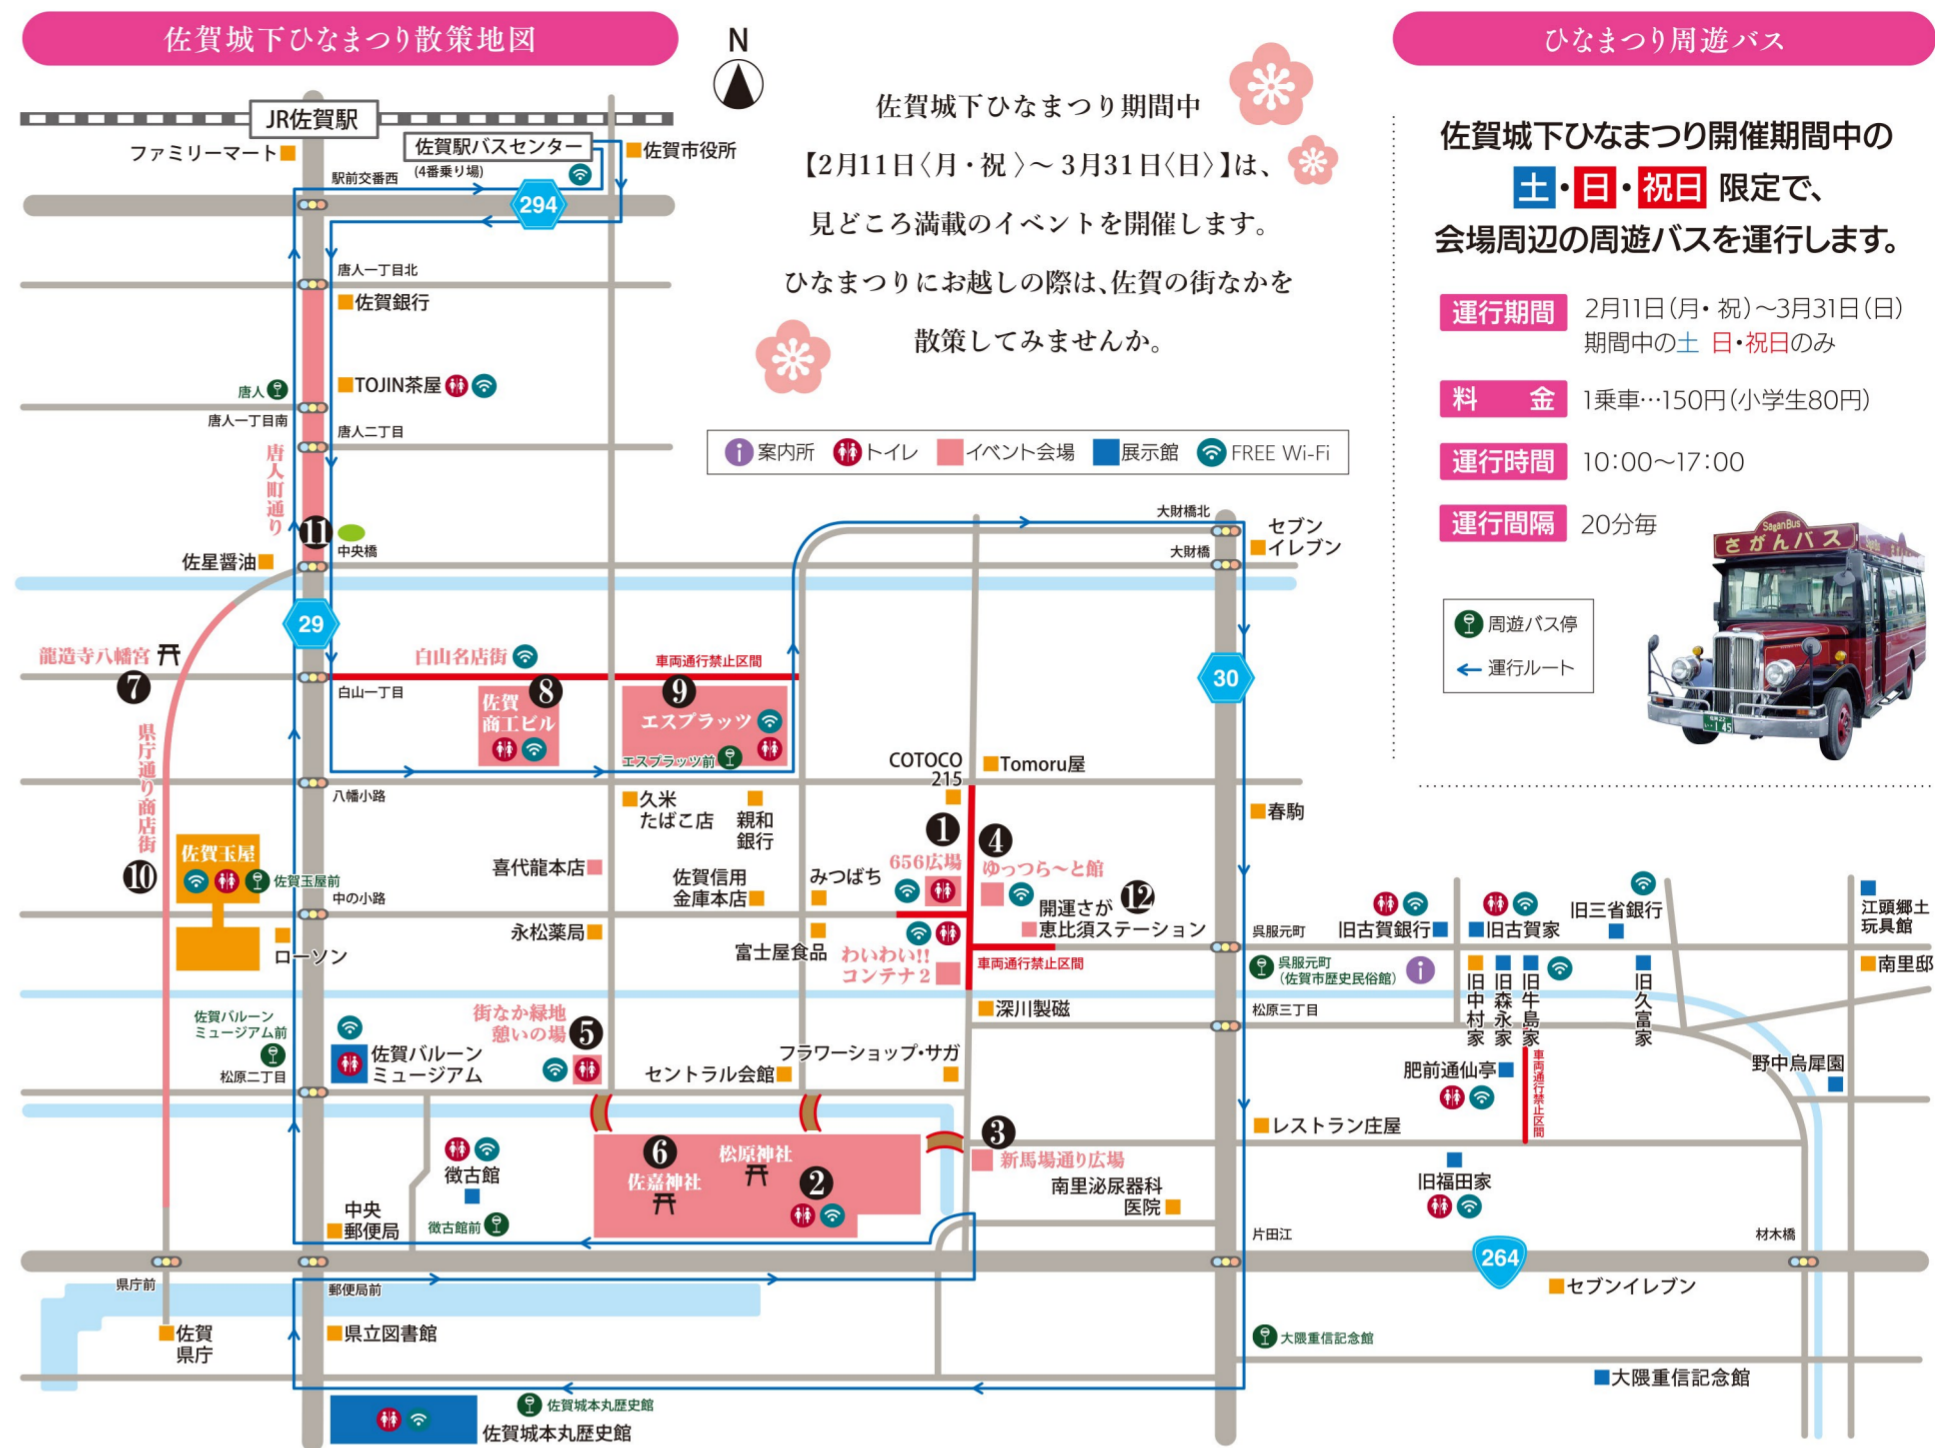 佐賀城下ひなまつり散策地図
N
佐賀城下ひなまつり期間中
【2月11日〈月・祝〉〜3月31日〈日〉】は、
見どころ満載のイベントを開催します。
ひなまつりにお越しの際は、佐賀の街なかを
散策してみませんか。
案内所
トイレ
イベント会場
展示館
FREE Wi-Fi
ひなまつり周遊バス
佐賀城下ひなまつり開催期間中の
土・日・祝日 限定で、
会場周辺の周遊バスを運行します。
運行期間
2月11日(月・祝)〜3月31日(日)
期間中の土 日・祝日のみ
料 金
1乗車…150円(小学生80円)
運行時間
10:00〜17:00
運行間隔
20分毎
周遊バス停
運行ルート
SaganBus
さがんバス
145
JR佐賀駅
ファミリーマート
佐賀駅バスセンター
(4番乗り場)
佐賀市役所
駅前交番西
294
唐人一丁目北
佐賀銀行
唐人
TOJIN茶屋
唐人一丁目南
唐人二丁目
唐人町通り
11
中央橋
佐星醤油
29
龍造寺八幡宮
7
白山名店街
車両通行禁止区間
白山一丁目
佐賀
商工ビル
8
9
エスプラッツ
エスプラッツ前
大財橋北
大財橋
セブン
イレブン
30
県庁通り商店街
10
八幡小路
久米
たばこ店
親和
銀行
COTOCO
215
Tomoru屋
春駒
佐賀玉屋
佐賀玉屋前
中の小路
ローソン
喜代龍本店
佐賀信用
金庫本店
みつばち
1
656広場
4
ゆっつら〜と館
12
開運さが
恵比須ステーション
永松薬局
富士屋食品
わいわい!!
コンテナ2
車両通行禁止区間
深川製磁
呉服元町
呉服元町
(佐賀市歴史民俗館)
松原三丁目
旧古賀銀行
旧古賀家
旧三省銀行
江頭郷土
玩具館
南里邸
旧中村家
旧森永家
旧牛島家
旧久富家
車両通行禁止区間
肥前通仙亭
野中烏犀園
佐賀バルーン
ミュージアム前
松原二丁目
佐賀バルーン
ミュージアム
街なか緑地
憩いの場
5
セントラル会館
フラワーショップ・サガ
徴古館
徴古館前
6
佐嘉神社
松原神社
2
3
新馬場通り広場
南里泌尿器科
医院
レストラン庄屋
旧福田家
中央
郵便局
片田江
264
材木橋
セブンイレブン
県庁前
郵便局前
佐賀
県庁
県立図書館
大隈重信記念館
大隈重信記念館
佐賀城本丸歴史館
佐賀城本丸歴史館